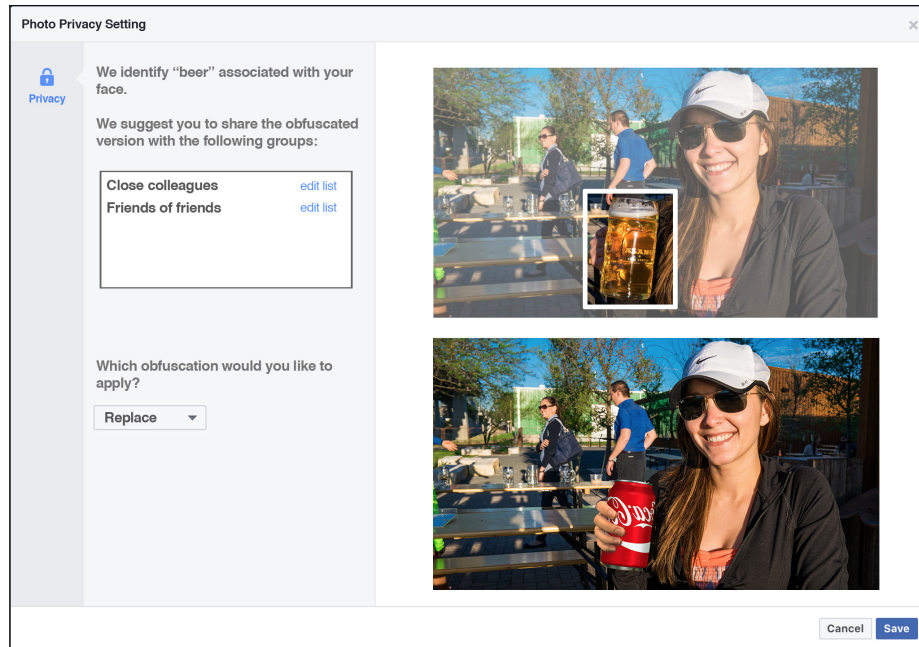 Photo Privacy Setting
×
Privacy
We identify “beer” associated with your
face.
We suggest you to share the obfuscated
version with the following groups:
Close colleagues edit list
Friends of friends edit list
Which obfuscation would you like to
apply?
Replace
Cancel Save